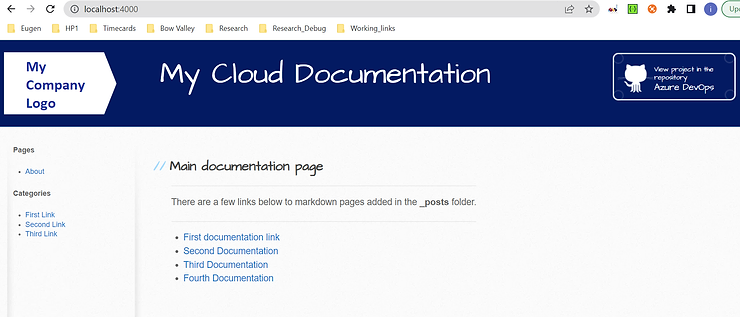 localhost:4000
i
Upd
Eugen HP1 Timecards Bow Valley Research Research_Debug Working_links
My
Company
Logo
My Cloud Documentation
View project in the
repository
Azure DevOps
Pages
About
Categories
First Link
Second Link
Third Link
// Main documentation page
There are a few links below to markdown pages added in the _posts folder.
First documentation link
Second Documentation
Third Documentation
Fourth Documentation